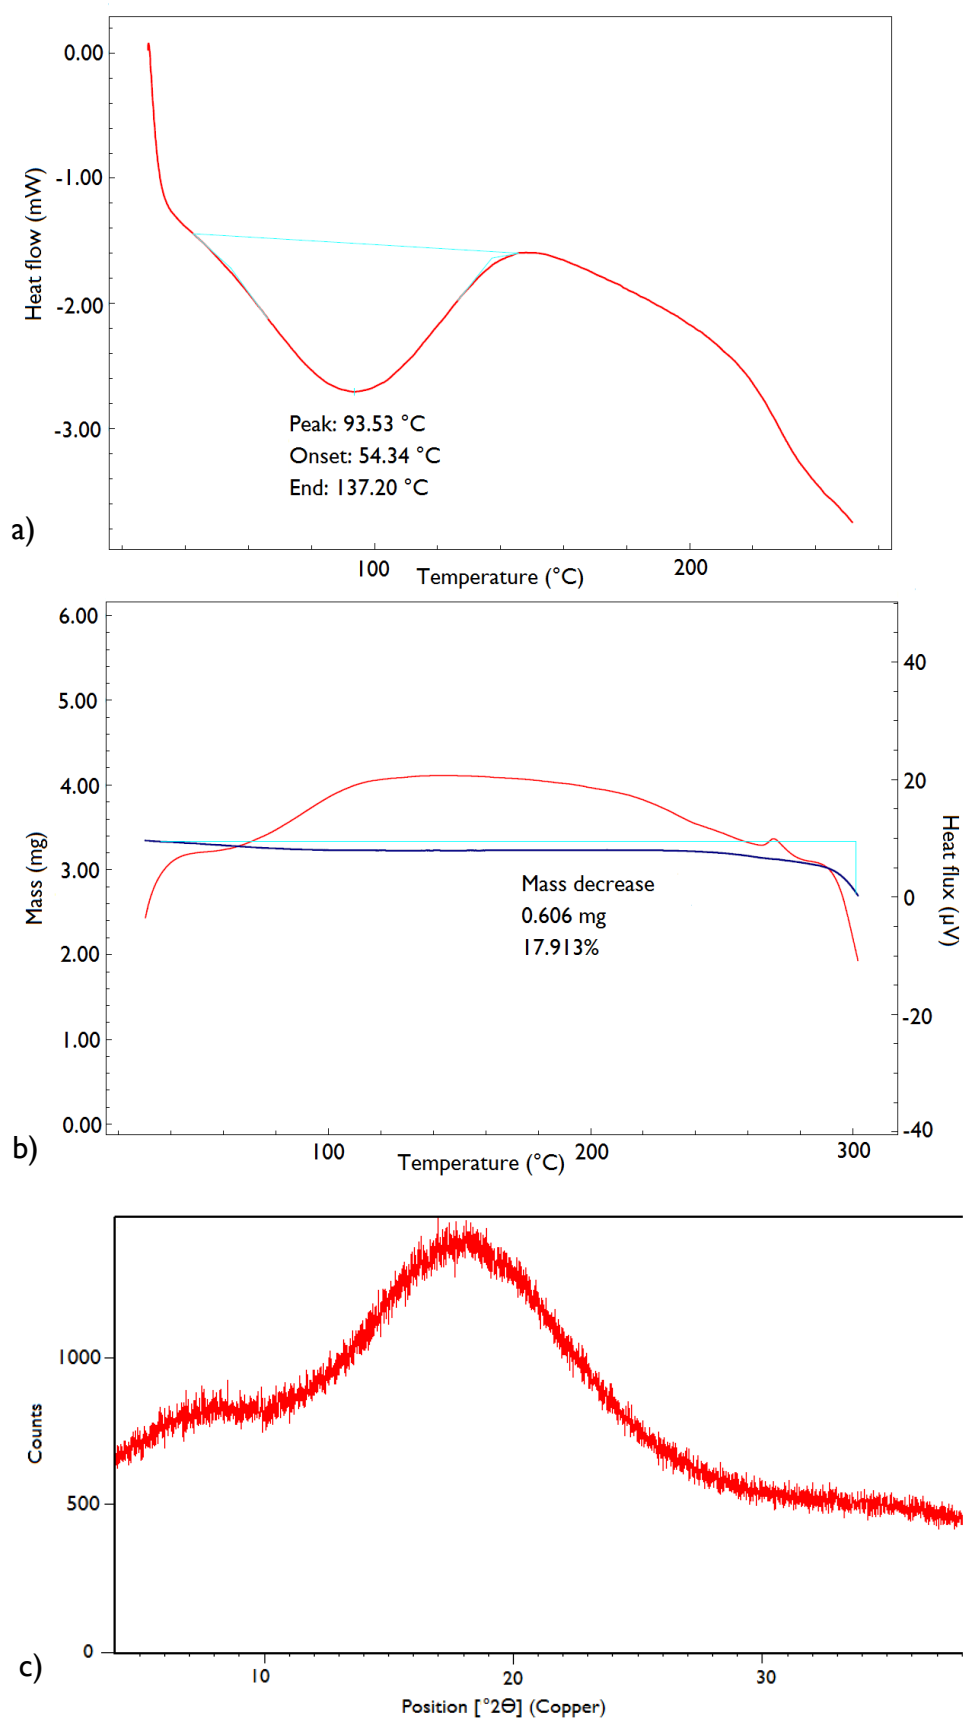 0.00
-1.00
-2.00
-3.00
Heat flow (mW)
Peak: 93.53 °C
Onset: 54.34 °C
End: 137.20 °C
a)
100
200
Temperature (°C)
6.00
5.00
4.00
3.00
2.00
1.00
0.00
Mass (mg)
40
20
0
-20
-40
Heat flux (µV)
Mass decrease
0.606 mg
17.913%
b)
100
200
300
Temperature (°C)
1000
500
0
Counts
c)
10
20
30
Position [°2ϴ] (Copper)